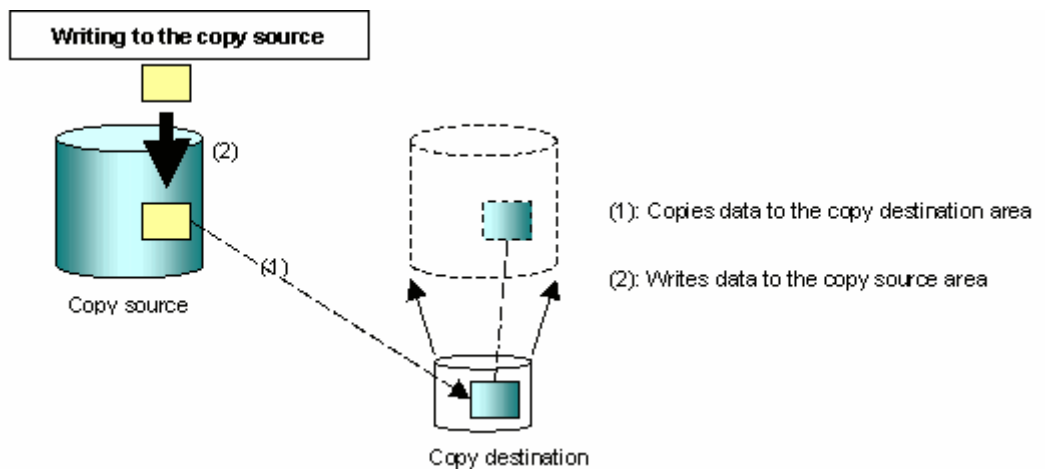 Writing to the copy source
(2)
(1): Copies data to the copy destination area
(1)
(2): Writes data to the copy source area
Copy source
Copy destination